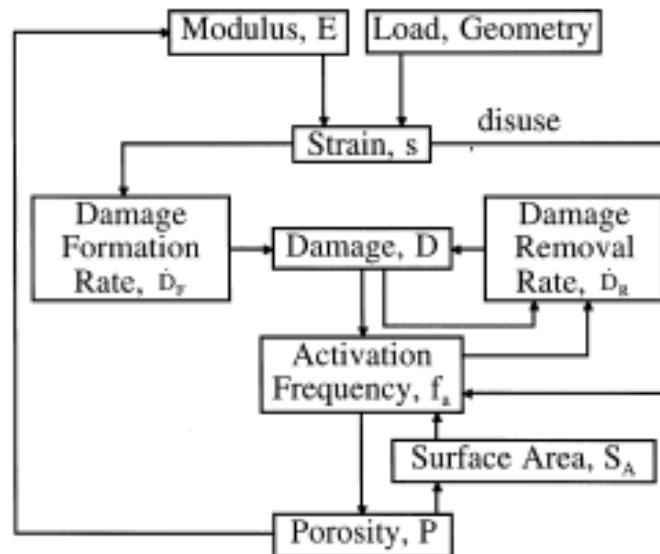 Modulus, E
Load, Geometry
disuse
Strain, s
Damage
Formation
Rate, Ḋ_F
Damage, D
Damage
Removal
Rate, Ḋ_R
Activation
Frequency, f_a
Surface Area, S_A
Porosity, P